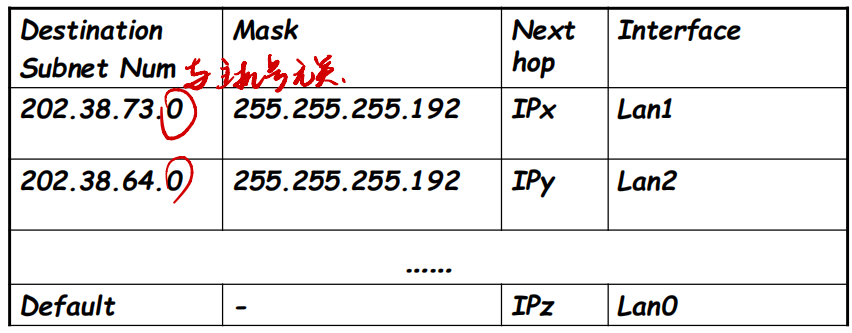 Destination Subnet Num
Mask
Next hop
Interface
与主机号无关.
202.38.73.0
255.255.255.192
IPx
Lan1
202.38.64.0
255.255.255.192
IPy
Lan2
......
Default
-
IPz
Lan0